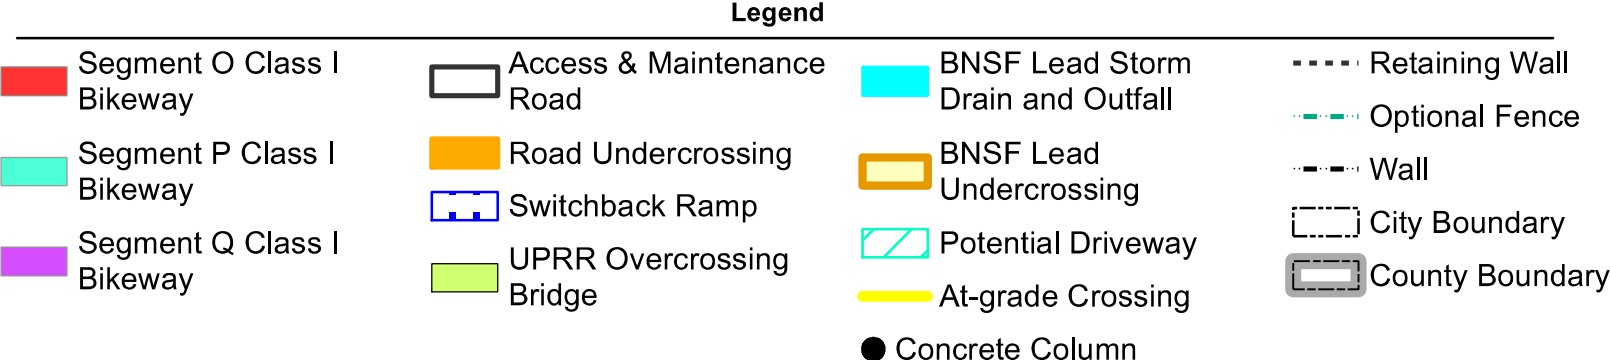 Legend
Segment O Class I
Bikeway
Segment P Class I
Bikeway
Segment Q Class I
Bikeway
Access & Maintenance
Road
Road Undercrossing
Switchback Ramp
UPRR Overcrossing
Bridge
BNSF Lead Storm
Drain and Outfall
BNSF Lead
Undercrossing
Potential Driveway
At-grade Crossing
Concrete Column
Retaining Wall
Optional Fence
Wall
City Boundary
County Boundary